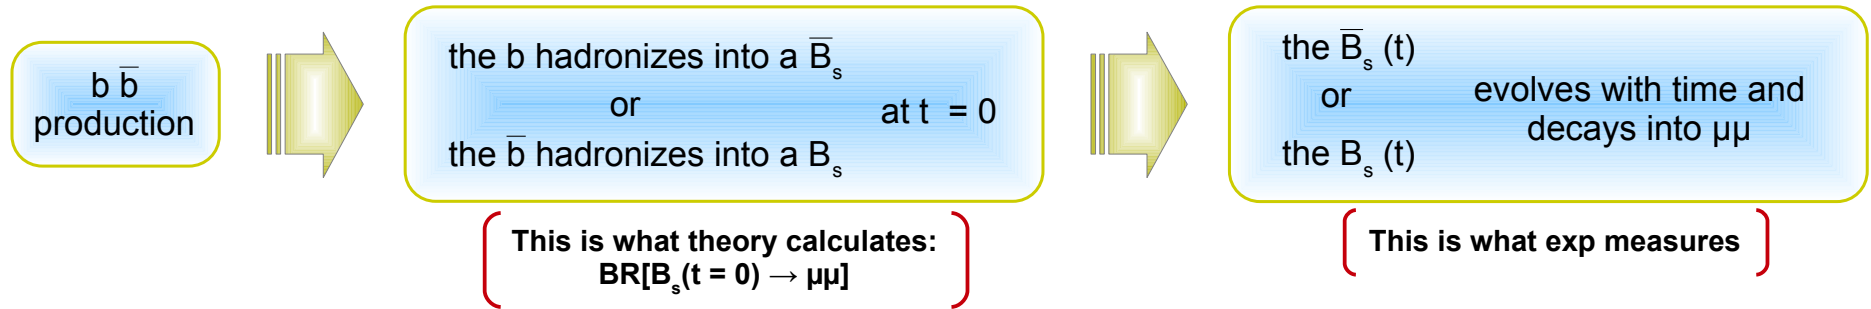 b b̅
production
the b hadronizes into a B̅ₛ
or
at t = 0
the b̅ hadronizes into a Bₛ
This is what theory calculates:
BR[Bₛ(t = 0) → μμ]
the B̅ₛ (t)
or
the Bₛ (t)
evolves with time and
decays into μμ
This is what exp measures